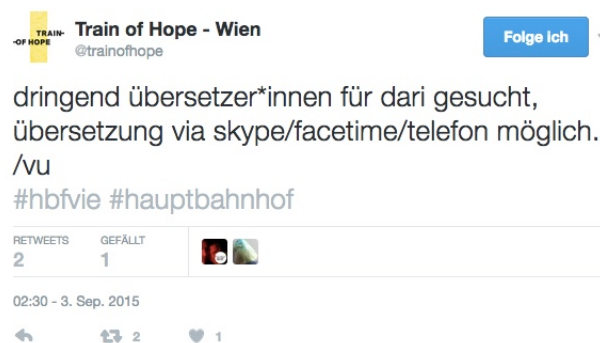 TRAIN-
-OF HOPE
Train of Hope - Wien
@trainofhope
Folge ich
dringend übersetzer*innen für dari gesucht,
übersetzung via skype/facetime/telefon möglich.
/vu
#hbfvie #hauptbahnhof
RETWEETS GEFÄLLT
2 1
02:30 - 3. Sep. 2015
2 1